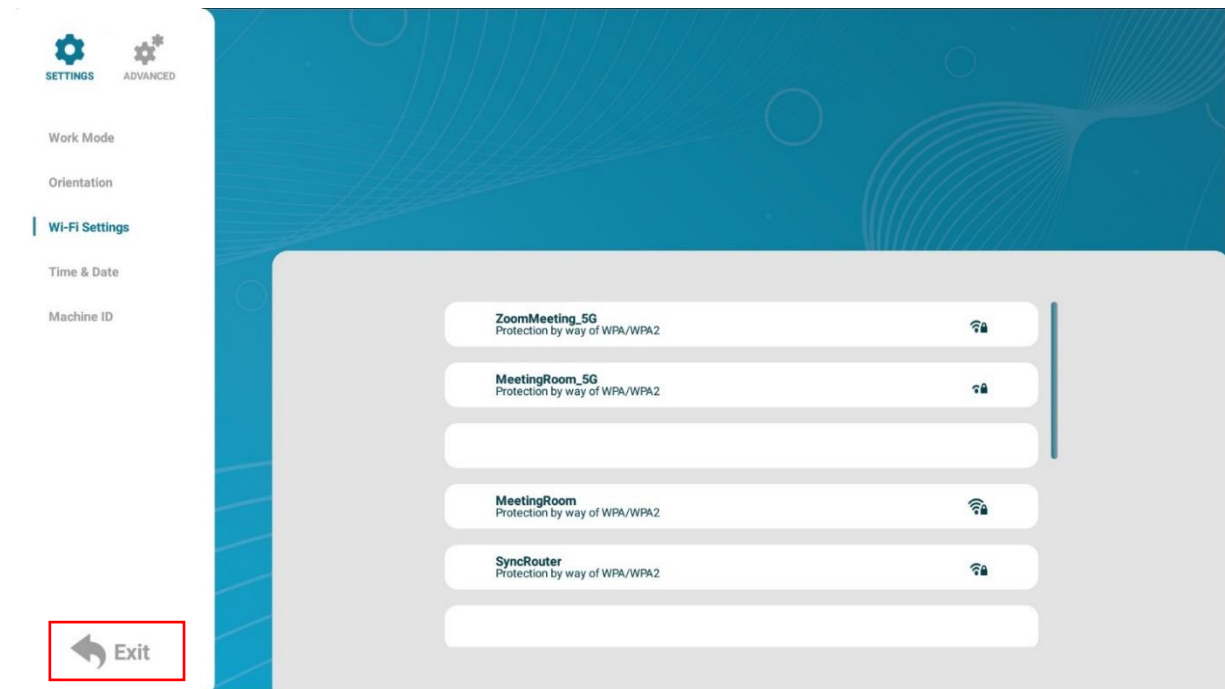 SETTINGS
ADVANCED
Work Mode
Orientation
Wi-Fi Settings
Time & Date
Machine ID
ZoomMeeting_5G
Protection by way of WPA/WPA2
MeetingRoom_5G
Protection by way of WPA/WPA2
MeetingRoom
Protection by way of WPA/WPA2
SyncRouter
Protection by way of WPA/WPA2
Exit